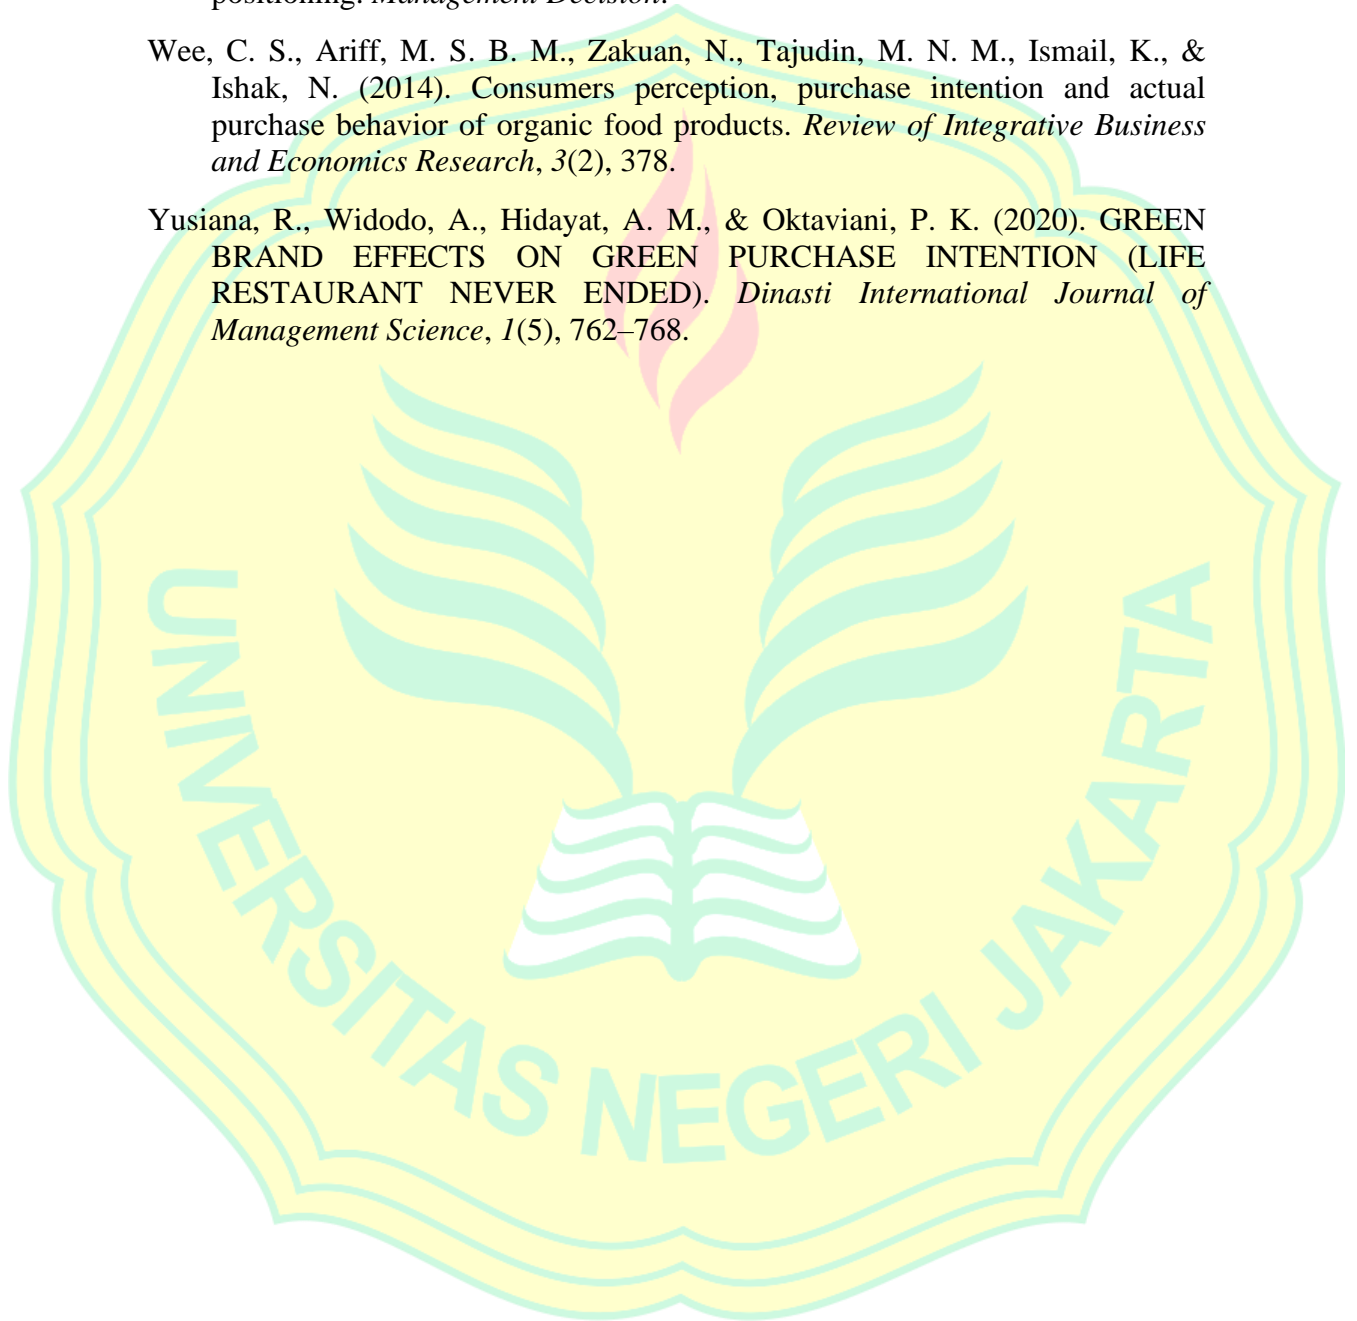 positioning. Management Decision.
Wee, C. S., Ariff, M. S. B. M., Zakuan, N., Tajudin, M. N. M., Ismail, K., &
Ishak, N. (2014). Consumers perception, purchase intention and actual
purchase behavior of organic food products. Review of Integrative Business
and Economics Research, 3(2), 378.
Yusiana, R., Widodo, A., Hidayat, A. M., & Oktaviani, P. K. (2020). GREEN
BRAND EFFECTS ON GREEN PURCHASE INTENTION (LIFE
RESTAURANT NEVER ENDED). Dinasti International Journal of
Management Science, 1(5), 762–768.
UNIVERSITAS NEGERI JAKARTA